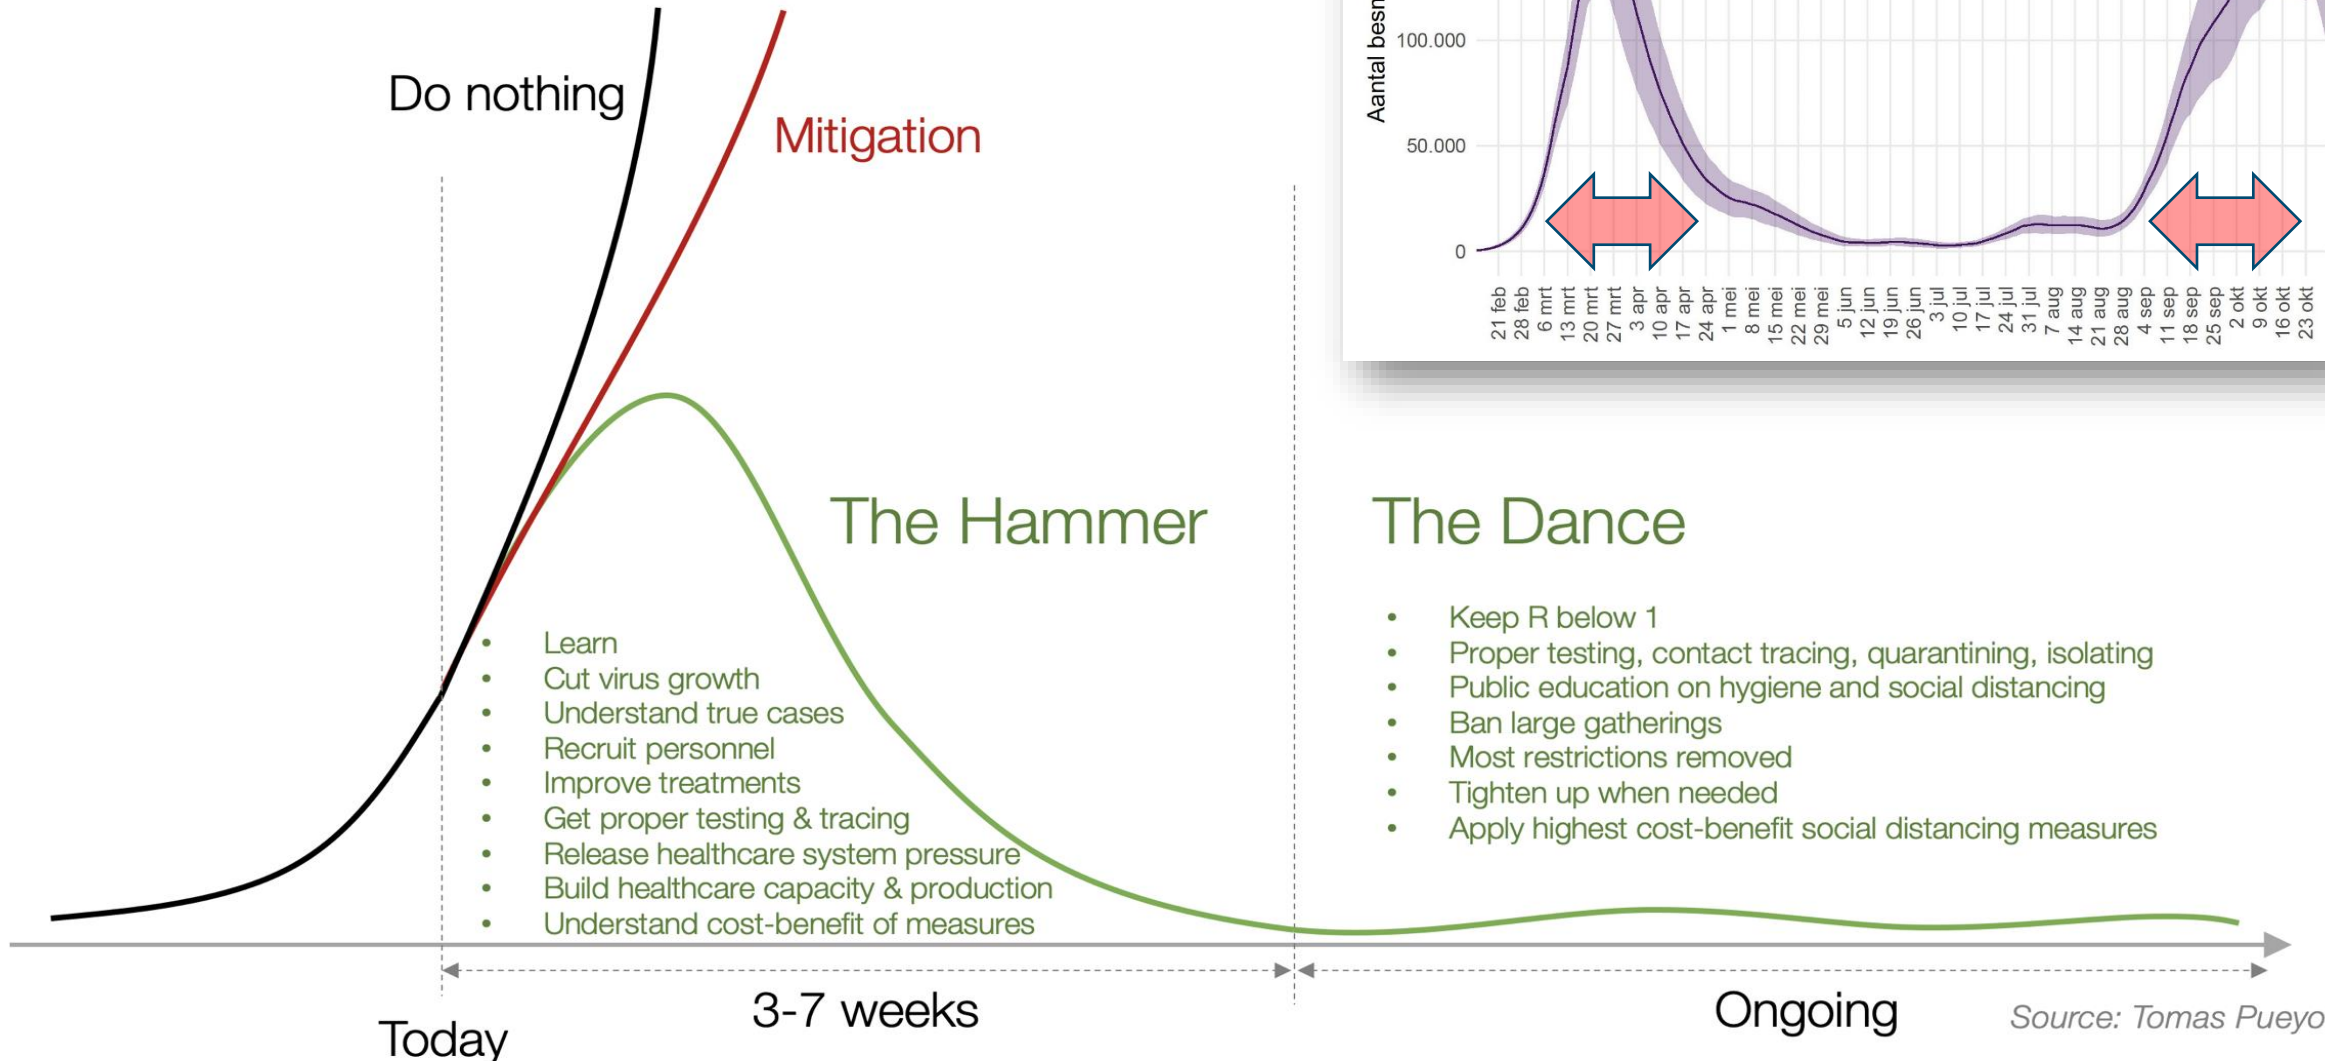 Do nothing
Mitigation
The Hammer
• Learn
• Cut virus growth
• Understand true cases
• Recruit personnel
• Improve treatments
• Get proper testing & tracing
• Release healthcare system pressure
• Build healthcare capacity & production
• Understand cost-benefit of measures
Today
3-7 weeks
Aantal
100.000
50.000
0
21 feb
28 feb
6 mrt
13 mrt
20 mrt
27 mrt
3 apr
10 apr
17 apr
24 apr
1 mei
8 mei
15 mei
22 mei
29 mei
5 jun
12 jun
19 jun
26 jun
3 jul
10 jul
17 jul
24 jul
31 jul
7 aug
14 aug
21 aug
28 aug
4 sep
11 sep
18 sep
25 sep
2 okt
9 okt
16 okt
23 okt
The Dance
• Keep R below 1
• Proper testing, contact tracing, quarantining, isolating
• Public education on hygiene and social distancing
• Ban large gatherings
• Most restrictions removed
• Tighten up when needed
• Apply highest cost-benefit social distancing measures
Ongoing
Source: Tomas Pueyo